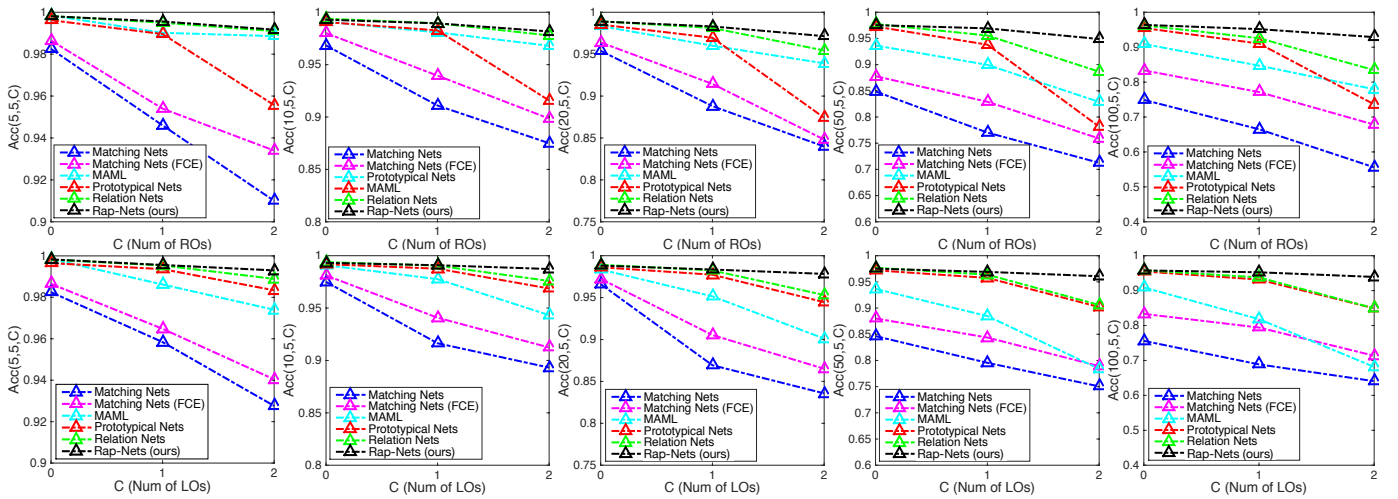 Acc(5,5,C)
1
0.98
0.96
0.94
0.92
0.9
Matching Nets
Matching Nets (FCE)
MAML
Prototypical Nets
Relation Nets
Rap-Nets (ours)
0 1 2
C (Num of ROs)
Acc(10,5,C)
1
0.95
0.9
0.85
0.8
Matching Nets
Matching Nets (FCE)
Prototypical Nets
MAML
Relation Nets
Rap-Nets (ours)
0 1 2
C (Num of ROs)
Acc(20,5,C)
1
0.95
0.9
0.85
0.8
0.75
Matching Nets
Matching Nets (FCE)
MAML
Prototypical Nets
Relation Nets
Rap-Nets (ours)
0 1 2
C (Num of ROs)
Acc(50,5,C)
1
0.95
0.9
0.85
0.8
0.75
0.7
0.65
0.6
Matching Nets
Matching Nets (FCE)
MAML
Prototypical Nets
Relation Nets
Rap-Nets (ours)
0 1 2
C (Num of ROs)
Acc(100,5,C)
1
0.9
0.8
0.7
0.6
0.5
0.4
Matching Nets
Matching Nets (FCE)
MAML
Prototypical Nets
Relation Nets
Rap-Nets (ours)
0 1 2
C (Num of ROs)
Acc(5,5,C)
1
0.98
0.96
0.94
0.92
0.9
Matching Nets
Matching Nets (FCE)
MAML
Prototypical Nets
Relation Nets
Rap-Nets (ours)
0 1 2
C (Num of LOs)
Acc(10,5,C)
1
0.95
0.9
0.85
0.8
Matching Nets
Matching Nets (FCE)
MAML
Prototypical Nets
Relation Nets
Rap-Nets (ours)
0 1 2
C (Num of LOs)
Acc(20,5,C)
1
0.95
0.9
0.85
0.8
0.75
Matching Nets
Matching Nets (FCE)
MAML
Prototypical Nets
Relation Nets
Rap-Nets (ours)
0 1 2
C (Num of LOs)
Acc(50,5,C)
1
0.95
0.9
0.85
0.8
0.75
0.7
0.65
0.6
Matching Nets
Matching Nets (FCE)
MAML
Prototypical Nets
Relation Nets
Rap-Nets (ours)
0 1 2
C (Num of LOs)
Acc(100,5,C)
1
0.9
0.8
0.7
0.6
0.5
0.4
Matching Nets
Matching Nets (FCE)
MAML
Prototypical Nets
Relation Nets
Rap-Nets (ours)
0 1 2
C (Num of LOs)